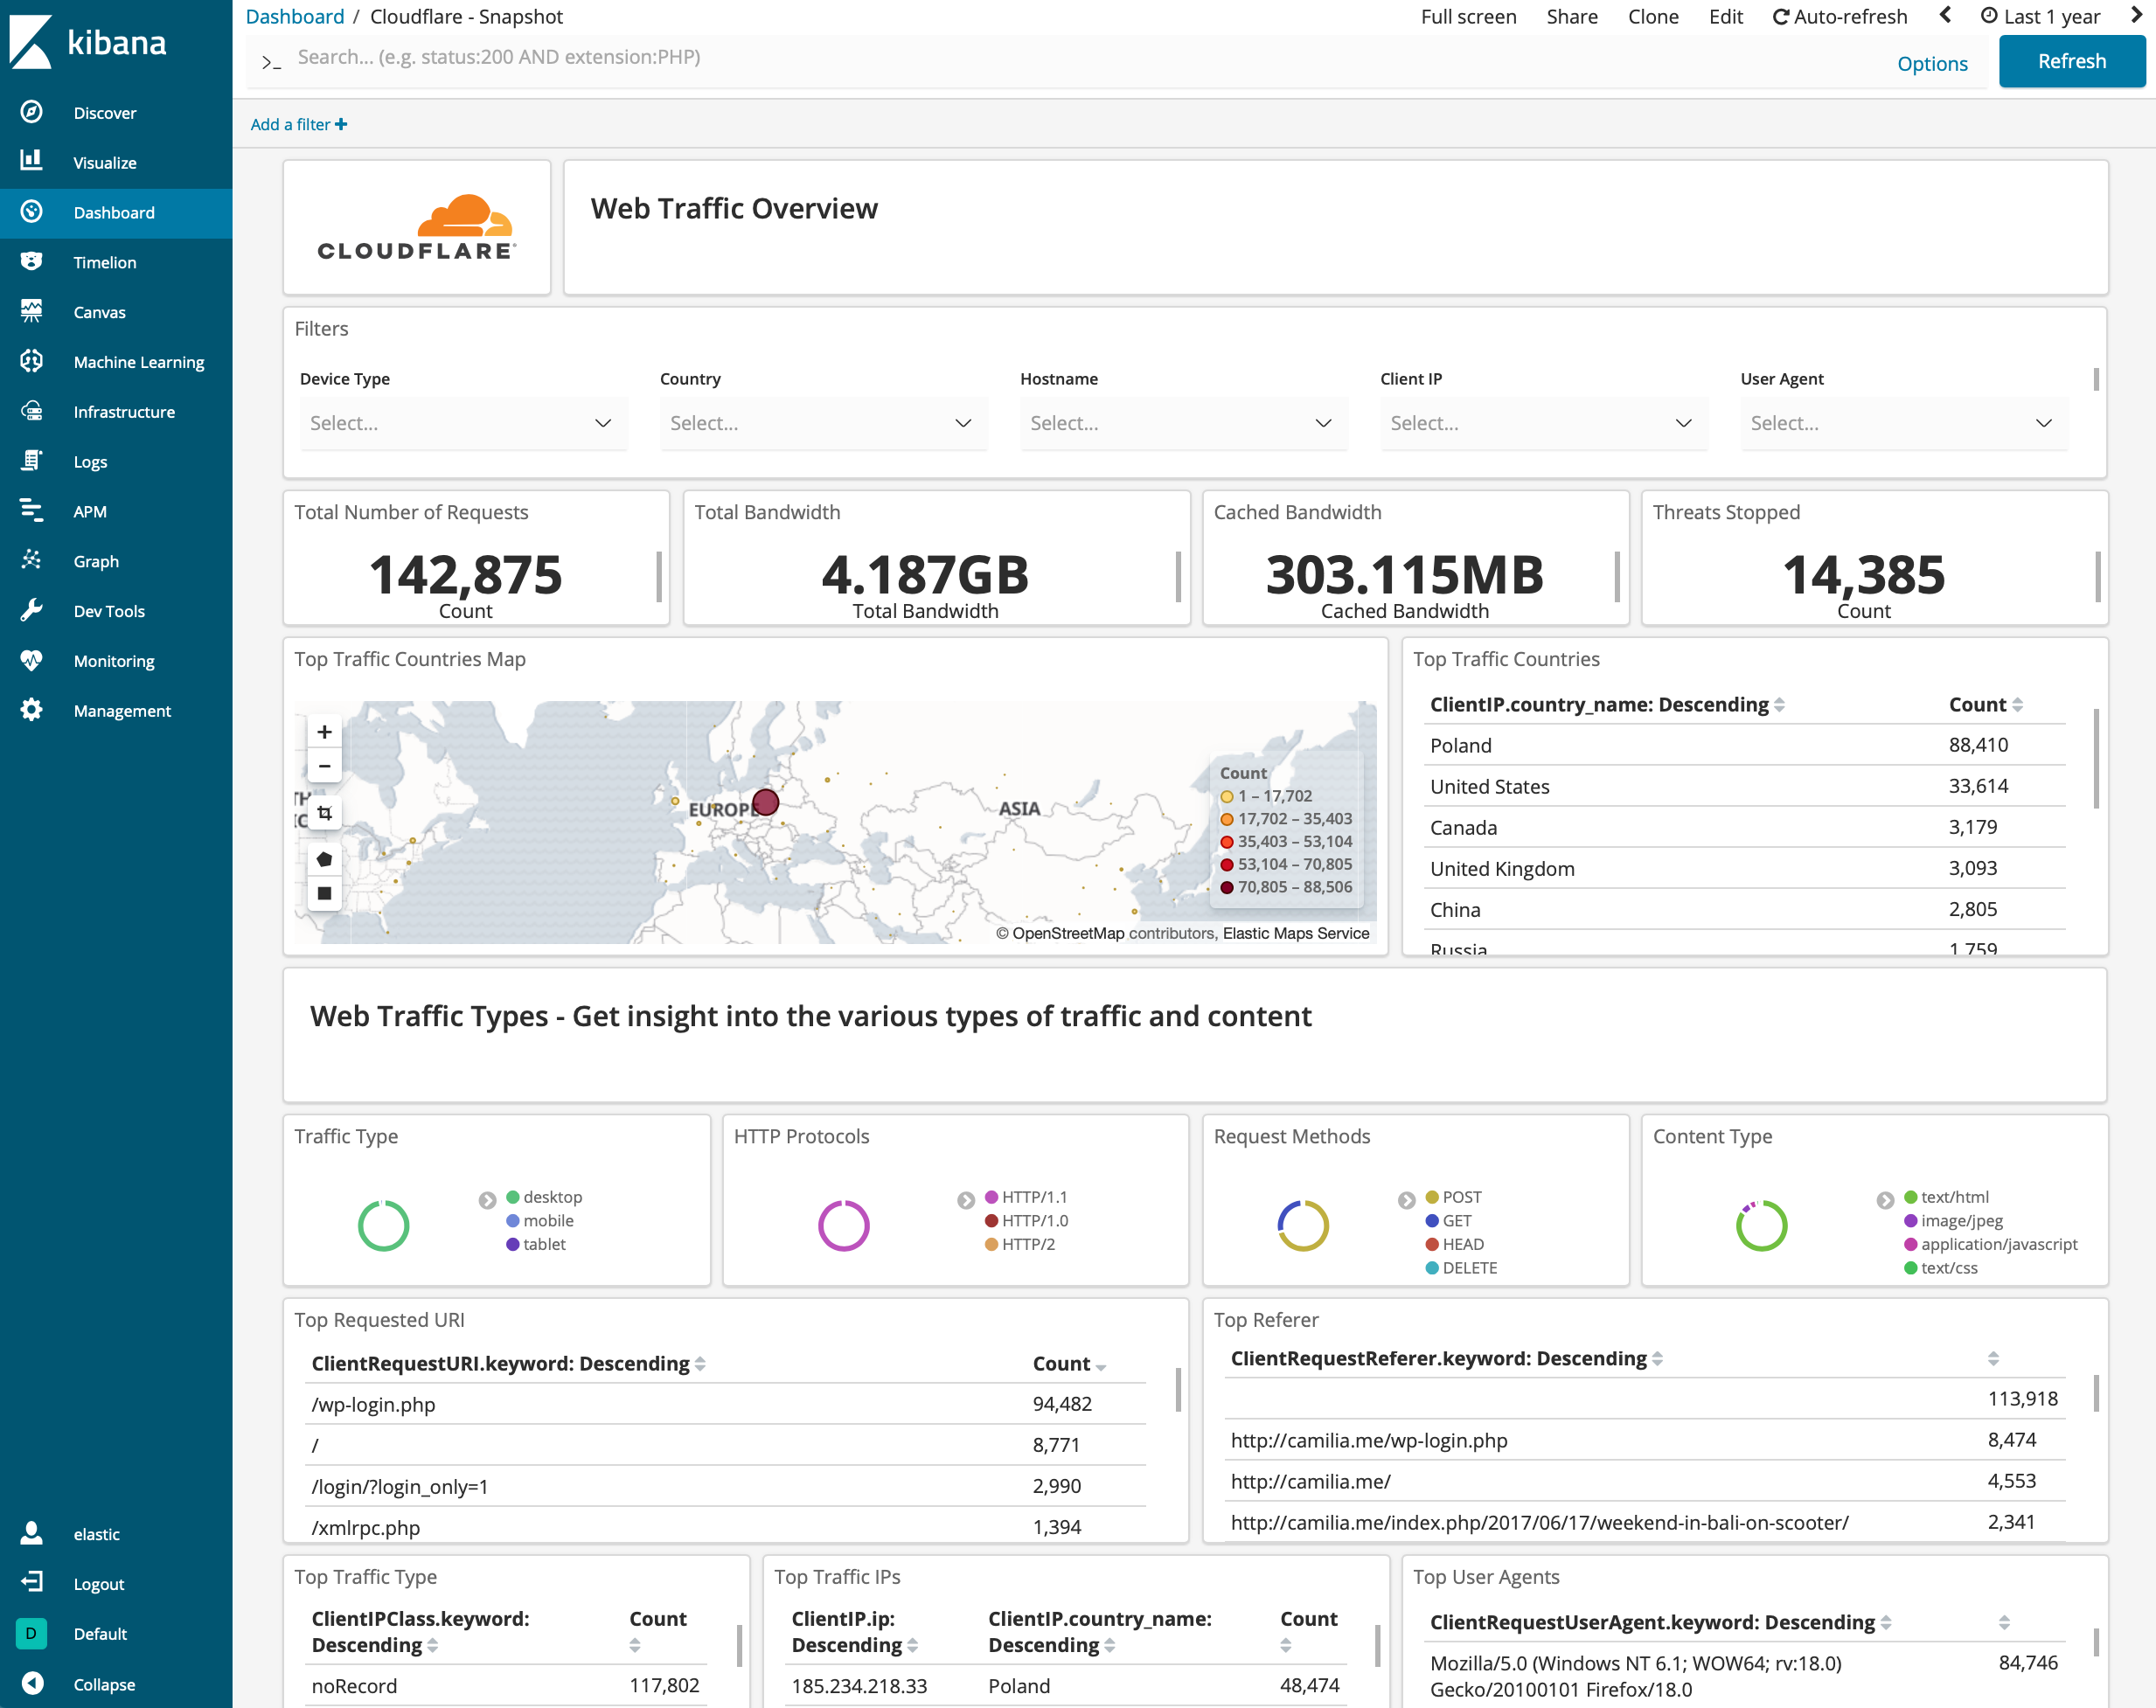 kibana
Discover
Visualize
Dashboard
Timelion
Canvas
Machine Learning
Infrastructure
Logs
APM
Graph
Dev Tools
Monitoring
Management
elastic
Logout
D Default
Collapse
Dashboard / Cloudflare - Snapshot
Full screen Share Clone Edit Auto-refresh Last 1 year
>_ Search... (e.g. status:200 AND extension:PHP)
Options
Refresh
Add a filter
CLOUDFLARE
Web Traffic Overview
Filters
Device Type Country Hostname Client IP User Agent
Select... Select... Select... Select... Select...
Total Number of Requests
142,875
Count
Total Bandwidth
4.187GB
Total Bandwidth
Cached Bandwidth
303.115MB
Cached Bandwidth
Threats Stopped
14,385
Count
Top Traffic Countries Map
+
−
EUROPE
ASIA
Count
1 – 17,702
17,702 – 35,403
35,403 – 53,104
53,104 – 70,805
70,805 – 88,506
© OpenStreetMap contributors, Elastic Maps Service
Top Traffic Countries
ClientIP.country_name: Descending Count
Poland 88,410
United States 33,614
Canada 3,179
United Kingdom 3,093
China 2,805
Russia 1,759
Web Traffic Types - Get insight into the various types of traffic and content
Traffic Type
desktop
mobile
tablet
HTTP Protocols
HTTP/1.1
HTTP/1.0
HTTP/2
Request Methods
POST
GET
HEAD
DELETE
Content Type
text/html
image/jpeg
application/javascript
text/css
Top Requested URI
ClientRequestURI.keyword: Descending Count
/wp-login.php 94,482
/ 8,771
/login/?login_only=1 2,990
/xmlrpc.php 1,394
Top Referer
ClientRequestReferer.keyword: Descending
113,918
http://camilia.me/wp-login.php 8,474
http://camilia.me/ 4,553
http://camilia.me/index.php/2017/06/17/weekend-in-bali-on-scooter/ 2,341
Top Traffic Type
ClientIPClass.keyword: Count
Descending
noRecord 117,802
Top Traffic IPs
ClientIP.ip: ClientIP.country_name: Count
Descending Descending
185.234.218.33 Poland 48,474
Top User Agents
ClientRequestUserAgent.keyword: Descending
Mozilla/5.0 (Windows NT 6.1; WOW64; rv:18.0) 84,746
Gecko/20100101 Firefox/18.0